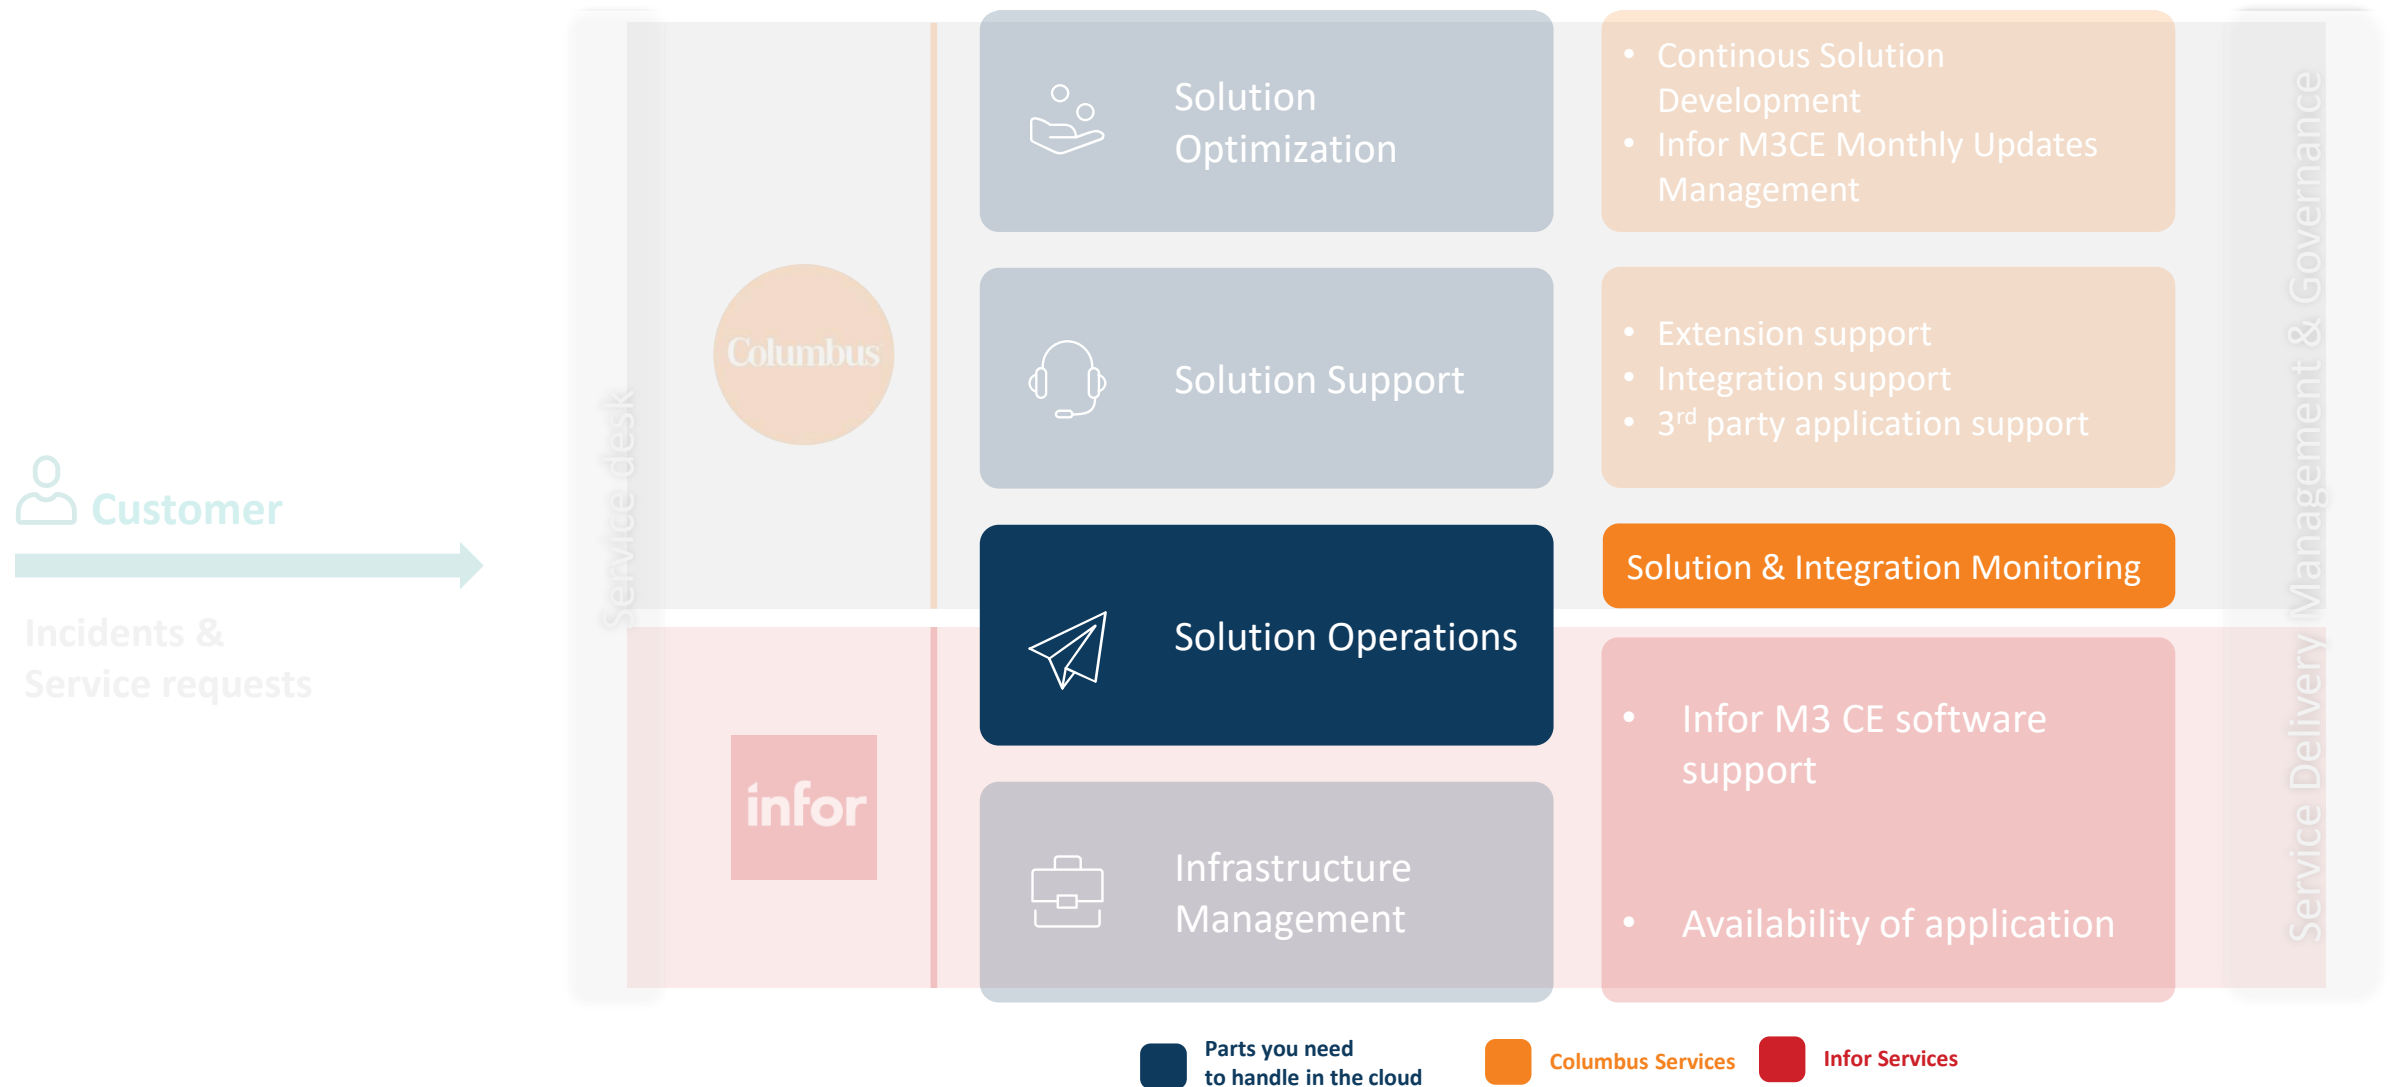 Customer
Incidents &
Service requests
Service desk
Columbus
infor
Solution
Optimization
• Continous Solution
Development
• Infor M3CE Monthly Updates
Management
Solution Support
• Extension support
• Integration support
• 3rd party application support
Solution Operations
Solution & Integration Monitoring
Infrastructure
Management
• Infor M3 CE software
support
• Availability of application
Service Delivery Management & Governance
Parts you need
to handle in the cloud
Columbus Services
Infor Services